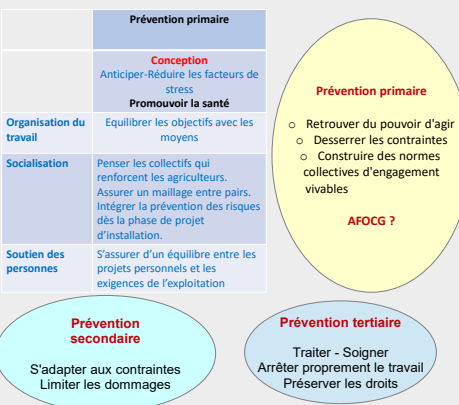 Prévention primaire
Conception
Anticiper-Réduire les facteurs de
stress
Promouvoir la santé
Organisation du
travail
Equilibrer les objectifs avec les
moyens
Socialisation
Penser les collectifs qui
renforcent les agriculteurs.
Assurer un maillage entre pairs.
Intégrer la prévention des risques
dès la phase de projet
d'installation.
Soutien des
personnes
S'assurer d'un équilibre entre les
projets personnels et les
exigences de l'exploitation
Prévention primaire
o Retrouver du pouvoir d'agir
o Desserrer les contraintes
o Construire des normes
collectives d'engagement
vivables
AFOCG ?
Prévention
secondaire
S'adapter aux contraintes
Limiter les dommages
Prévention tertiaire
Traiter - Soigner
Arrêter proprement le travail
Préserver les droits